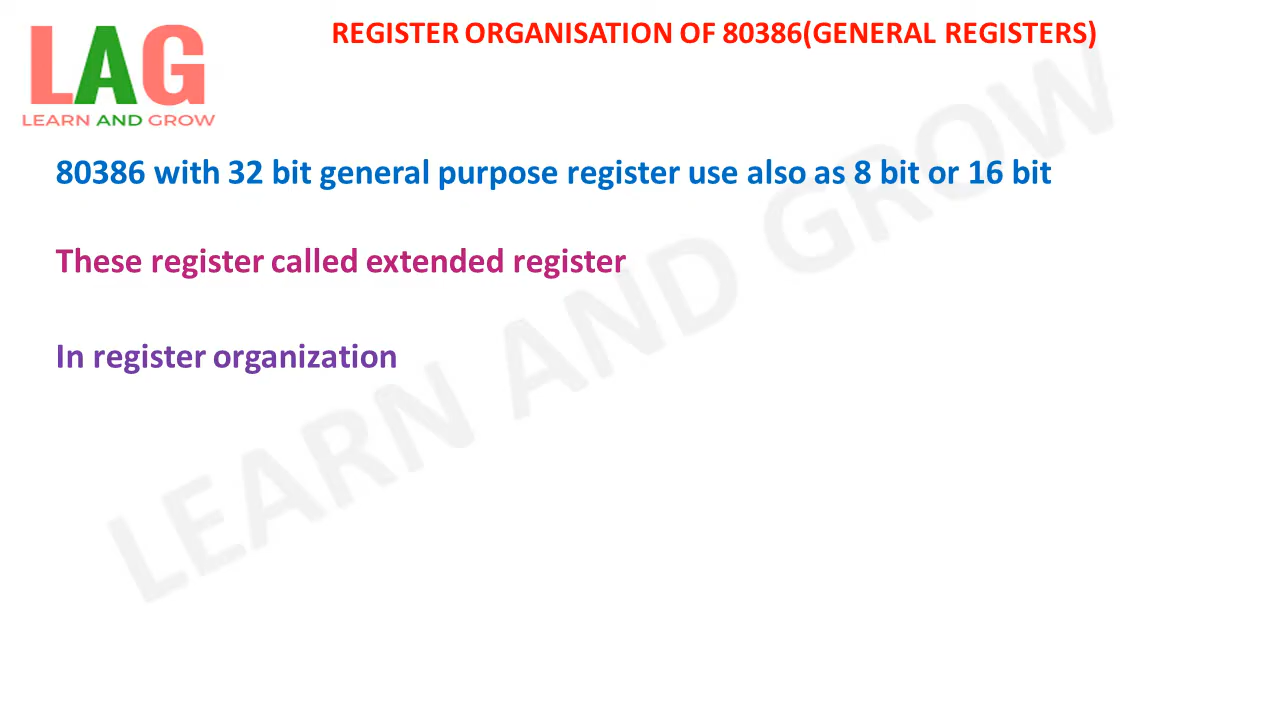 LAG
LEARN AND GROW
REGISTER ORGANISATION OF 80386(GENERAL REGISTERS)
80386 with 32 bit general purpose register use also as 8 bit or 16 bit
These register called extended register
In register organization
LEARN AND GROW